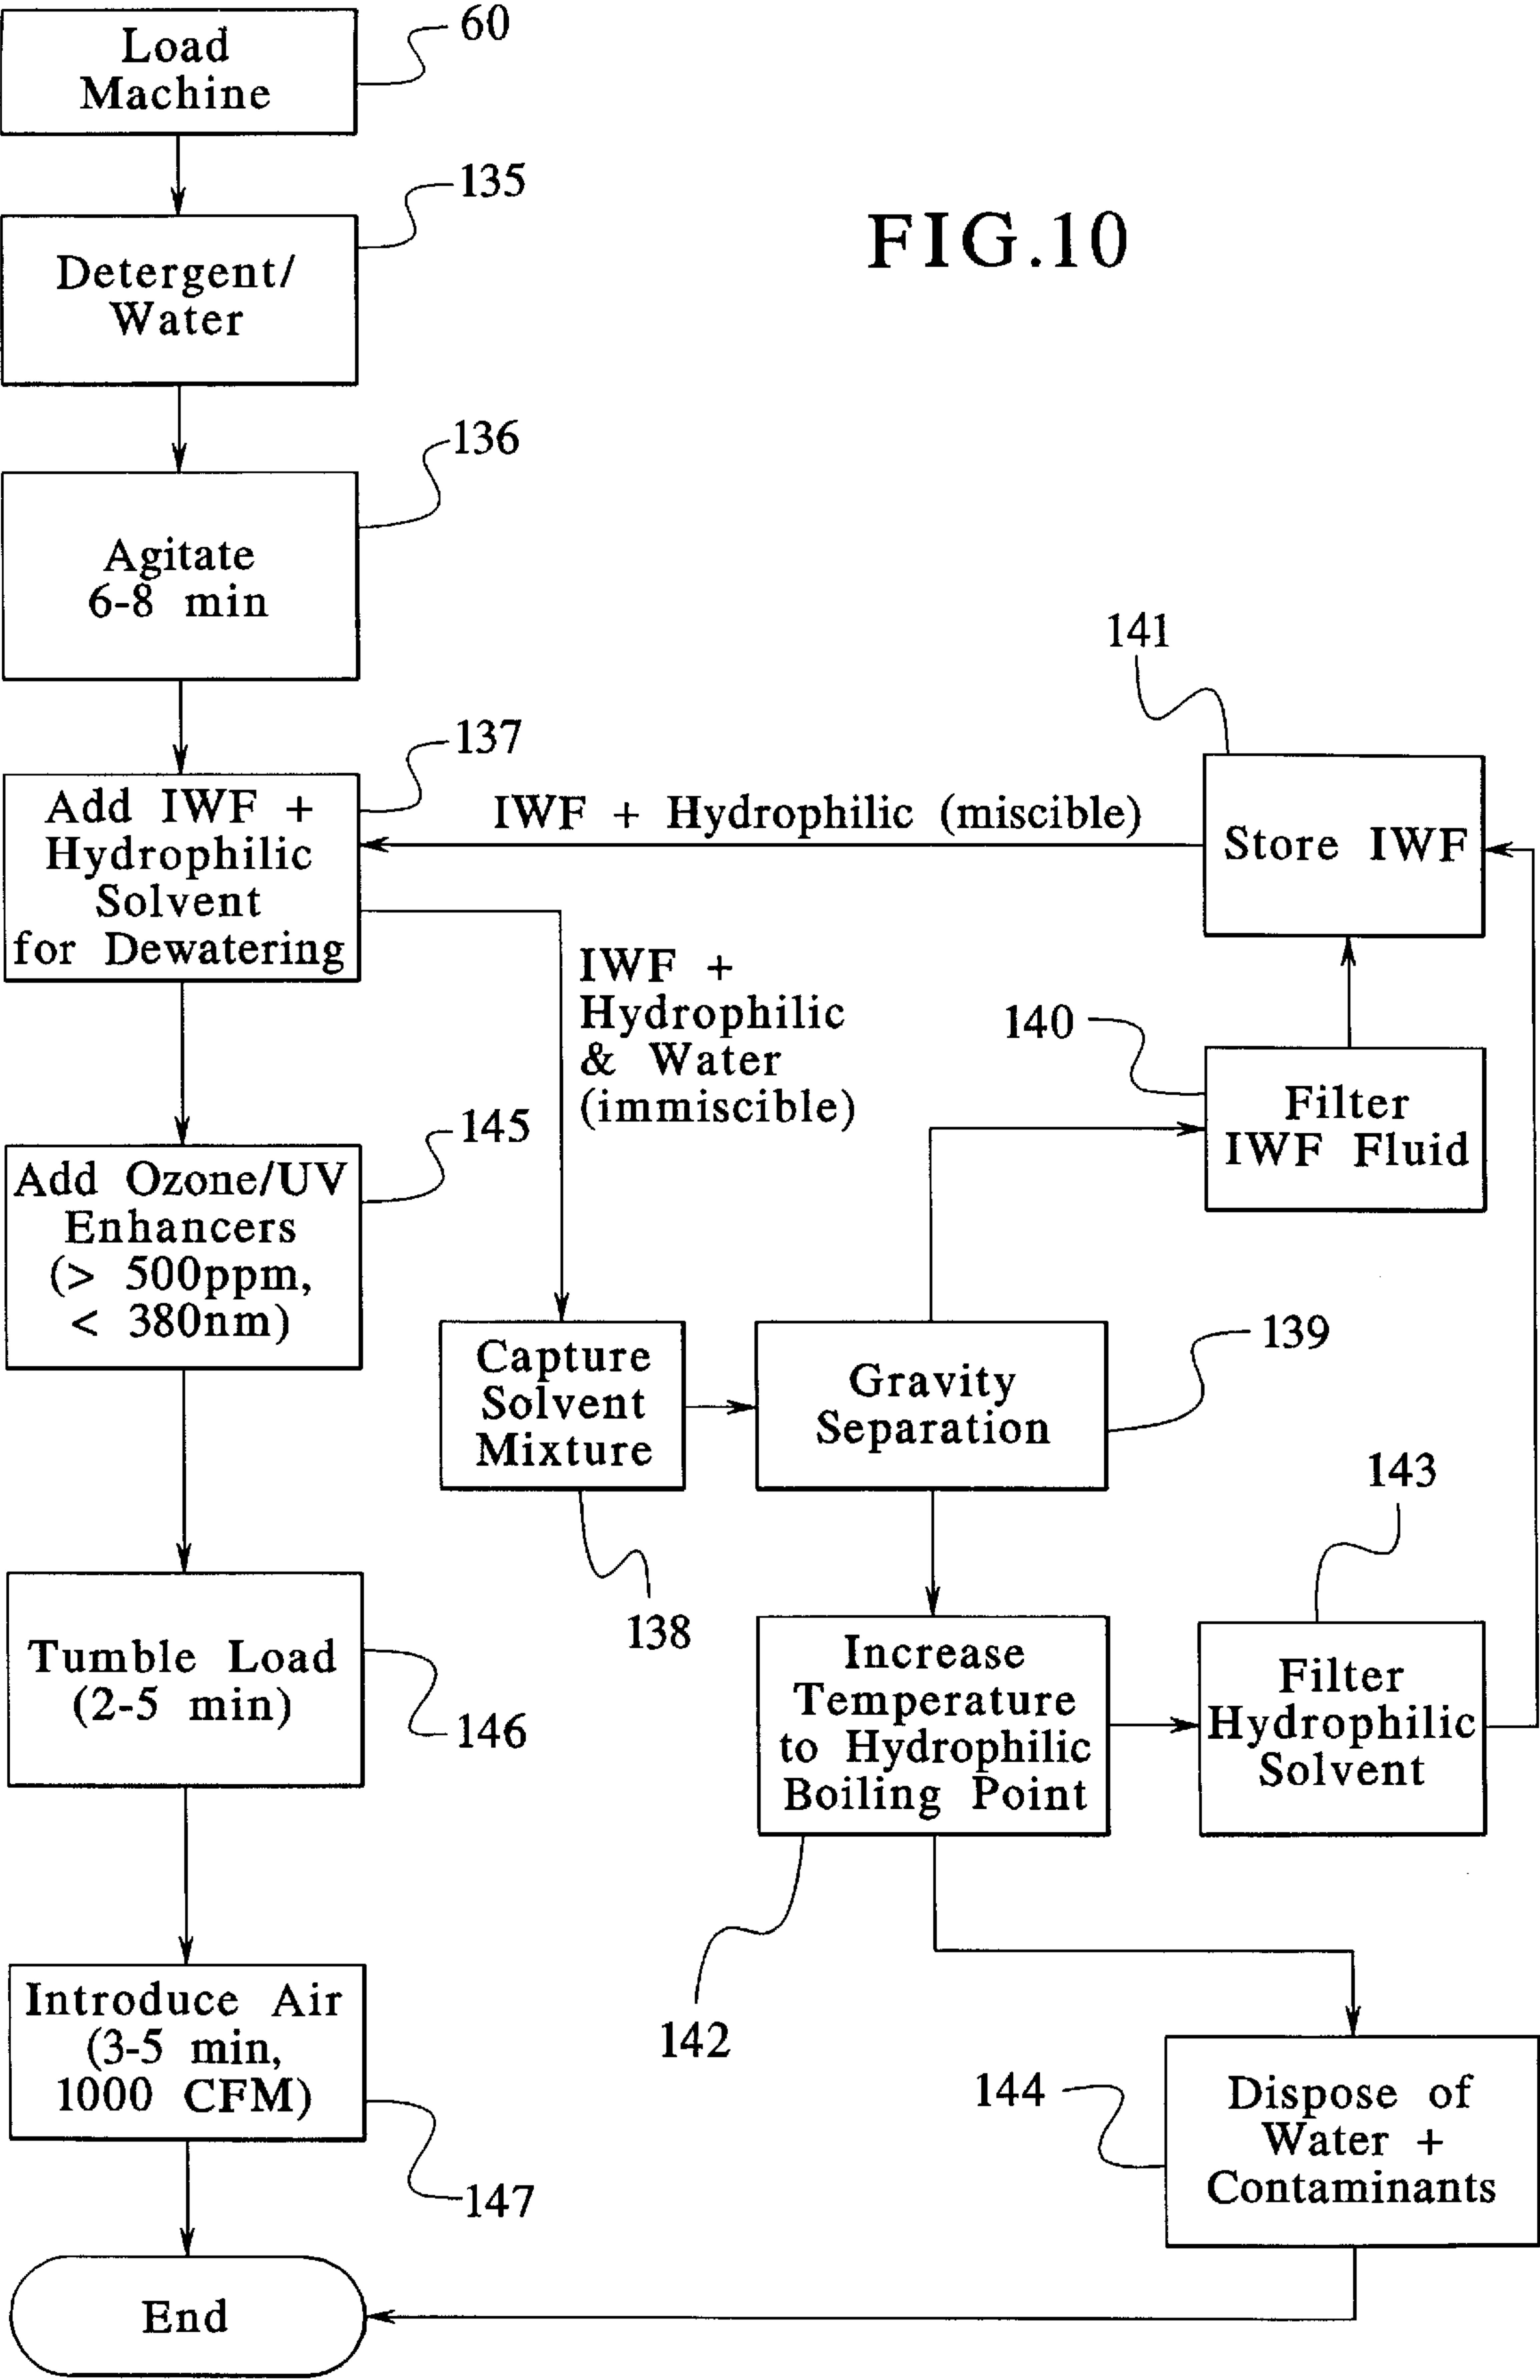 Load
Machine
60
Detergent/
Water
135
FIG.10
Agitate
6-8 min
136
Add IWF +
Hydrophilic
Solvent
for Dewatering
137
IWF + Hydrophilic (miscible)
Store IWF
141
IWF +
Hydrophilic
& Water
(immiscible)
Filter
IWF Fluid
140
Add Ozone/UV
Enhancers
(> 500ppm,
< 380nm)
145
Capture
Solvent
Mixture
138
Gravity
Separation
139
Tumble Load
(2-5 min)
146
Increase
Temperature
to Hydrophilic
Boiling Point
142
Filter
Hydrophilic
Solvent
143
Introduce Air
(3-5 min,
1000 CFM)
147
Dispose of
Water +
Contaminants
144
End